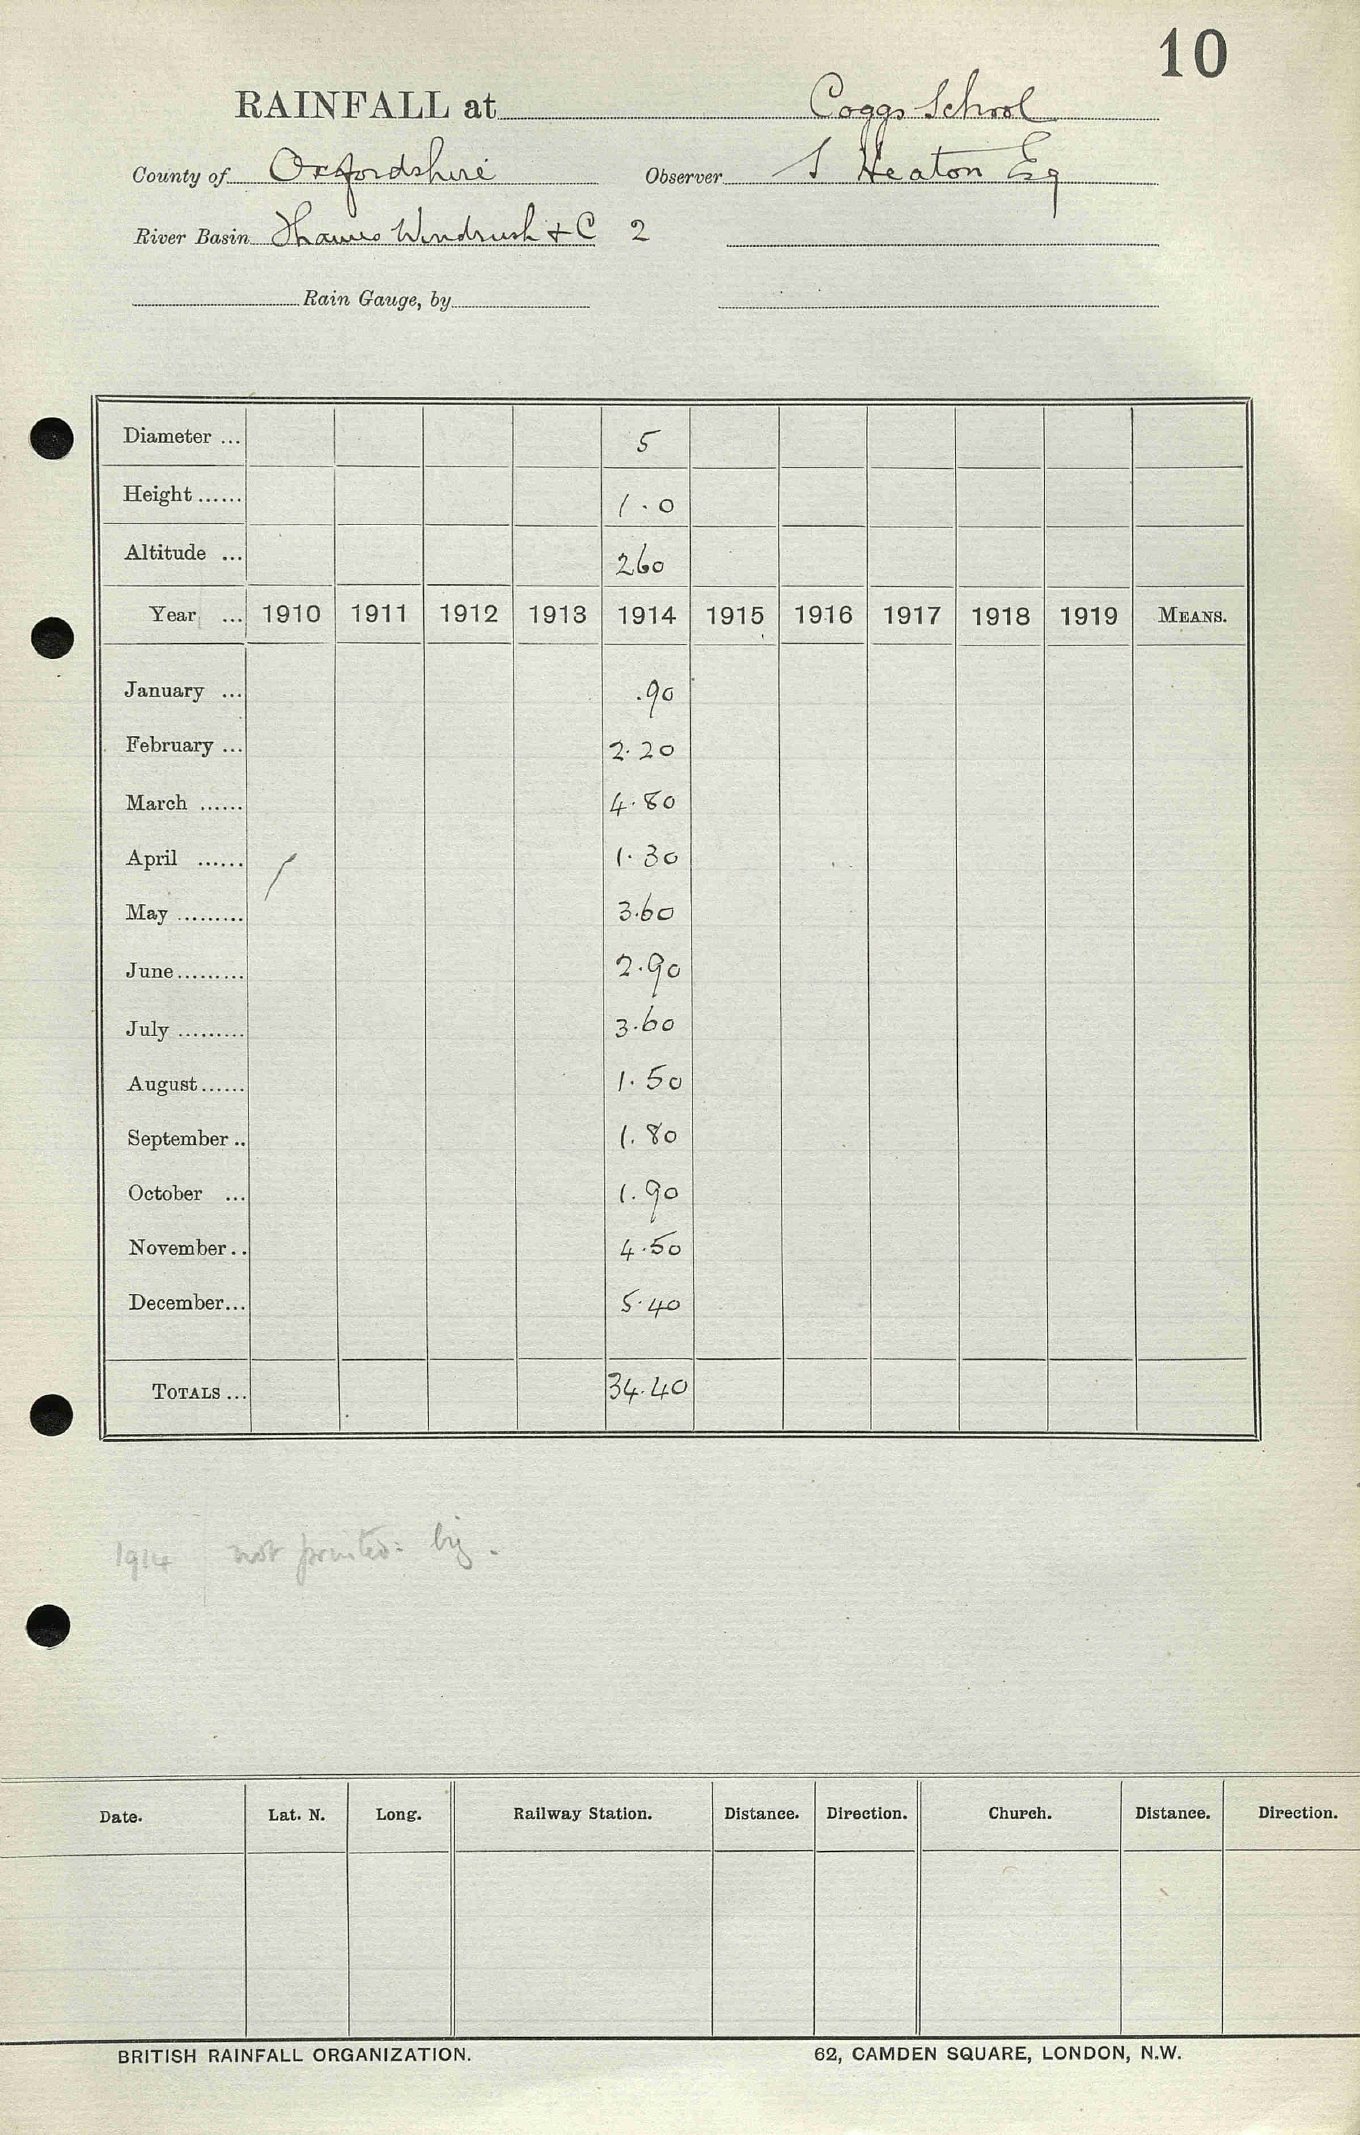 10
RAINFALL at Coggs School
County of Oxfordshire Observer S Heaton Esq
River Basin Thames Windrush & C 2
Rain Gauge, by
Diameter ... 5
Height ...... 1.0
Altitude ... 260
Year ... 1910 1911 1912 1913 1914 1915 1916 1917 1918 1919 MEANS.
January ... .90
February ... 2.20
March ...... 4.80
April ...... 1.30
May ......... 3.60
June ......... 2.90
July ......... 3.60
August ...... 1.50
September .. 1.80
October ... 1.90
November .. 4.50
December ... 5.40
TOTALS ... 34.40
1914 not printed: big.
Date. Lat. N. Long. Railway Station. Distance. Direction. Church. Distance. Direction.
BRITISH RAINFALL ORGANIZATION. 62, CAMDEN SQUARE, LONDON, N.W.